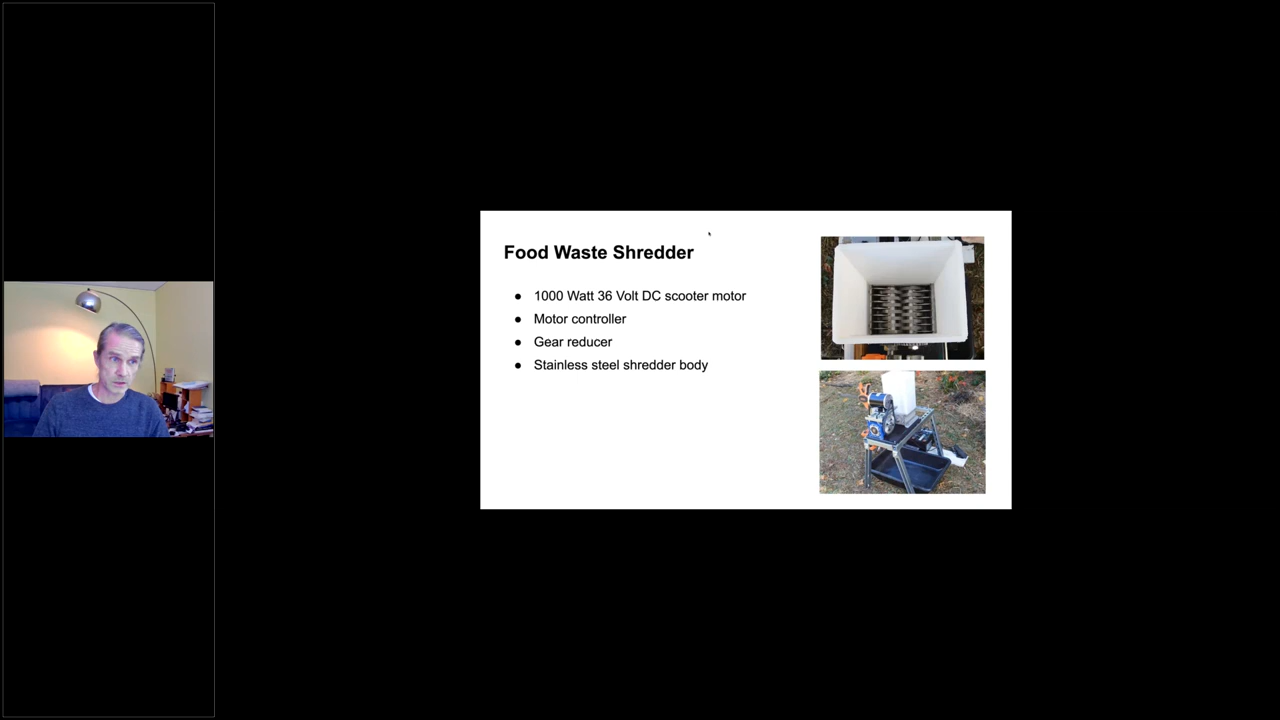 Food Waste Shredder
● 1000 Watt 36 Volt DC scooter motor
● Motor controller
● Gear reducer
● Stainless steel shredder body